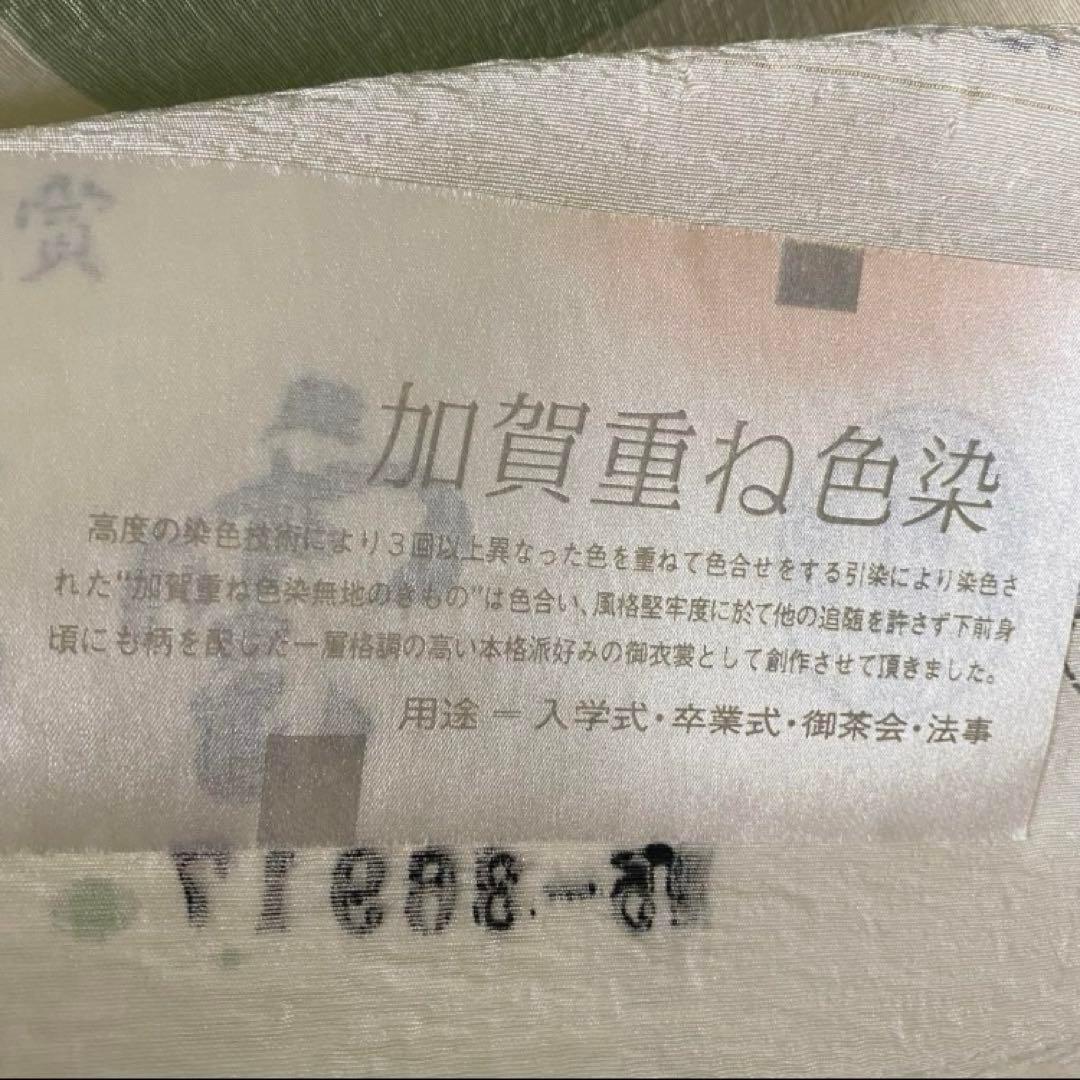 賞
加賀重ね色染
高度の染色技術により3回以上異なった色を重ねて色合せをする引染により染色さ
れた"加賀重ね色染無地のきもの"は色合い、風格堅牢度に於て他の追随を許さず下前身
頃にも柄を配した一層格調の高い本格派好みの御衣裳として創作させて頂きました。
用途＝入学式・卒業式・御茶会・法事